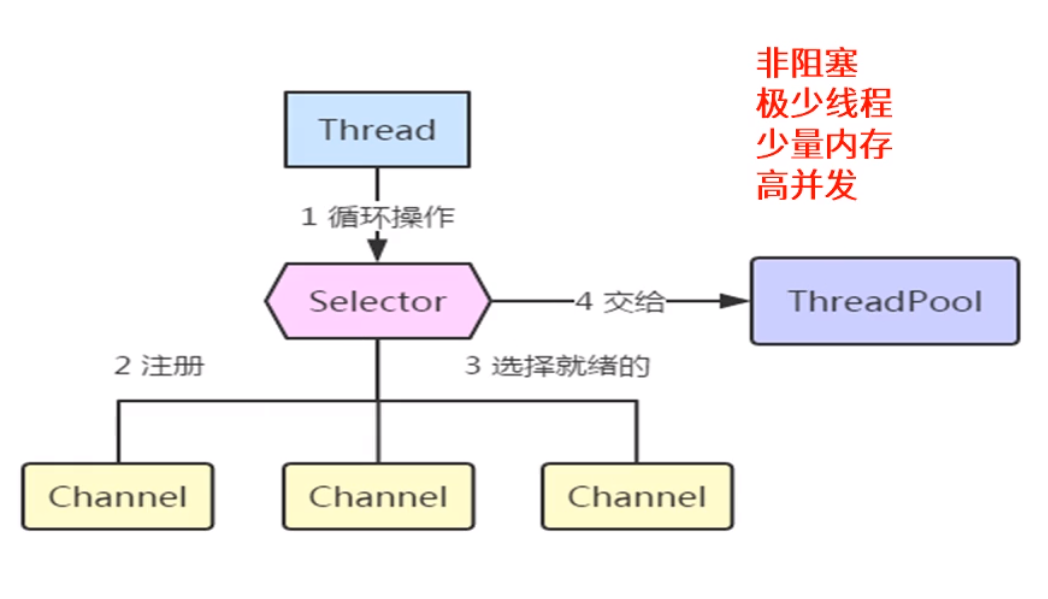 非阻塞
极少线程
少量内存
高并发
Thread
1 循环操作
Selector
4 交给
ThreadPool
2 注册
3 选择就绪的
Channel
Channel
Channel